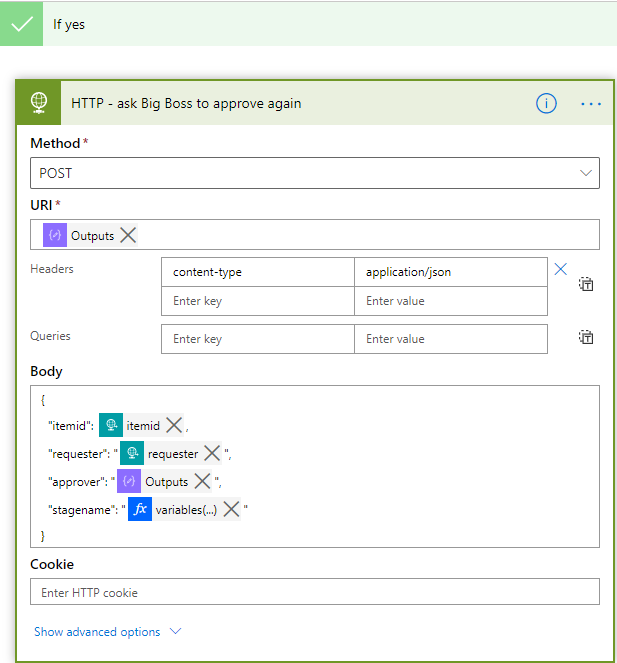 If yes
HTTP - ask Big Boss to approve again
Method*
POST
URI*
Outputs
Headers
content-type application/json
Enter key Enter value
Queries
Enter key Enter value
Body
{
"itemid": itemid ,
"requester": " requester ",
"approver": " Outputs ",
"stagename": " fx variables(...) "
}
Cookie
Enter HTTP cookie
Show advanced options